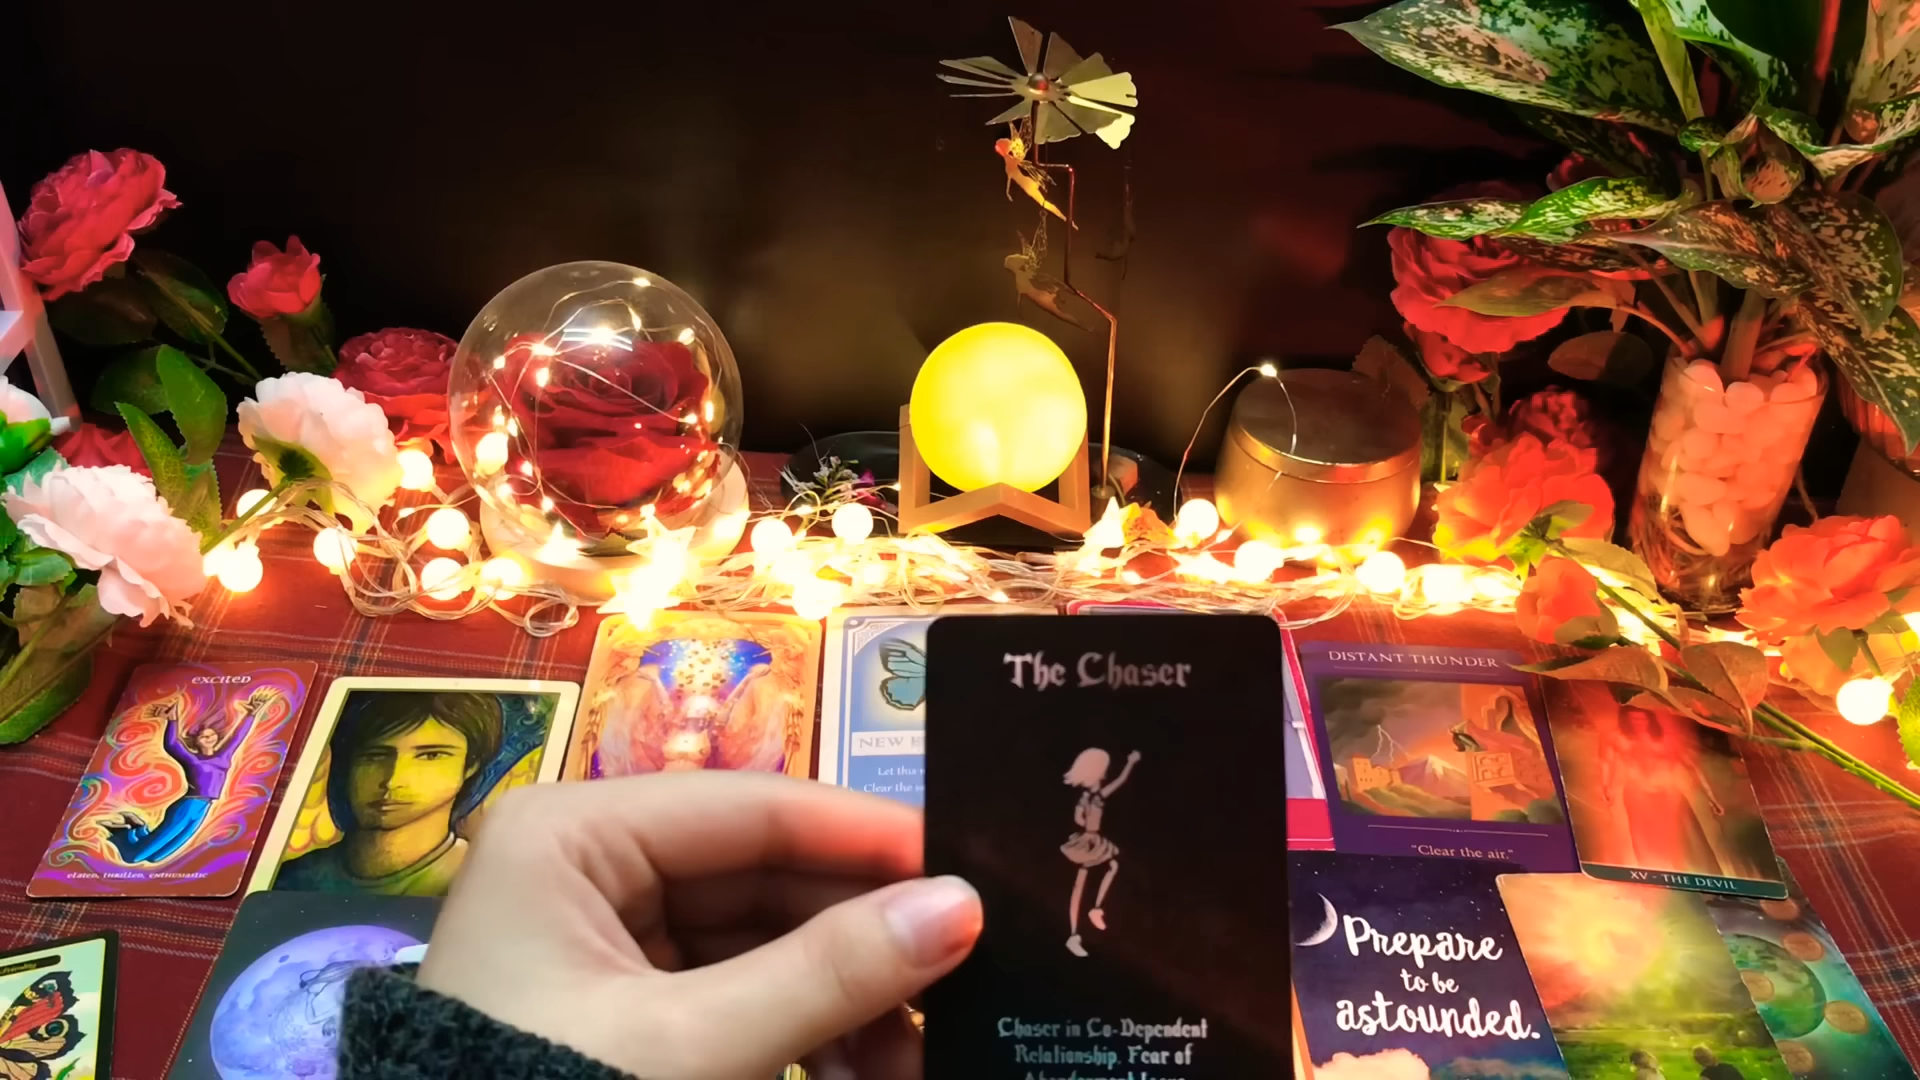 EXCITED
elated, thrilled, enthusiastic
NEW
Let this
Clear the
The Chaser
Chaser in Co-Dependent
Relationship. Fear of
DISTANT THUNDER
"Clear the air."
XV - THE DEVIL
Prepare
to be
astounded.